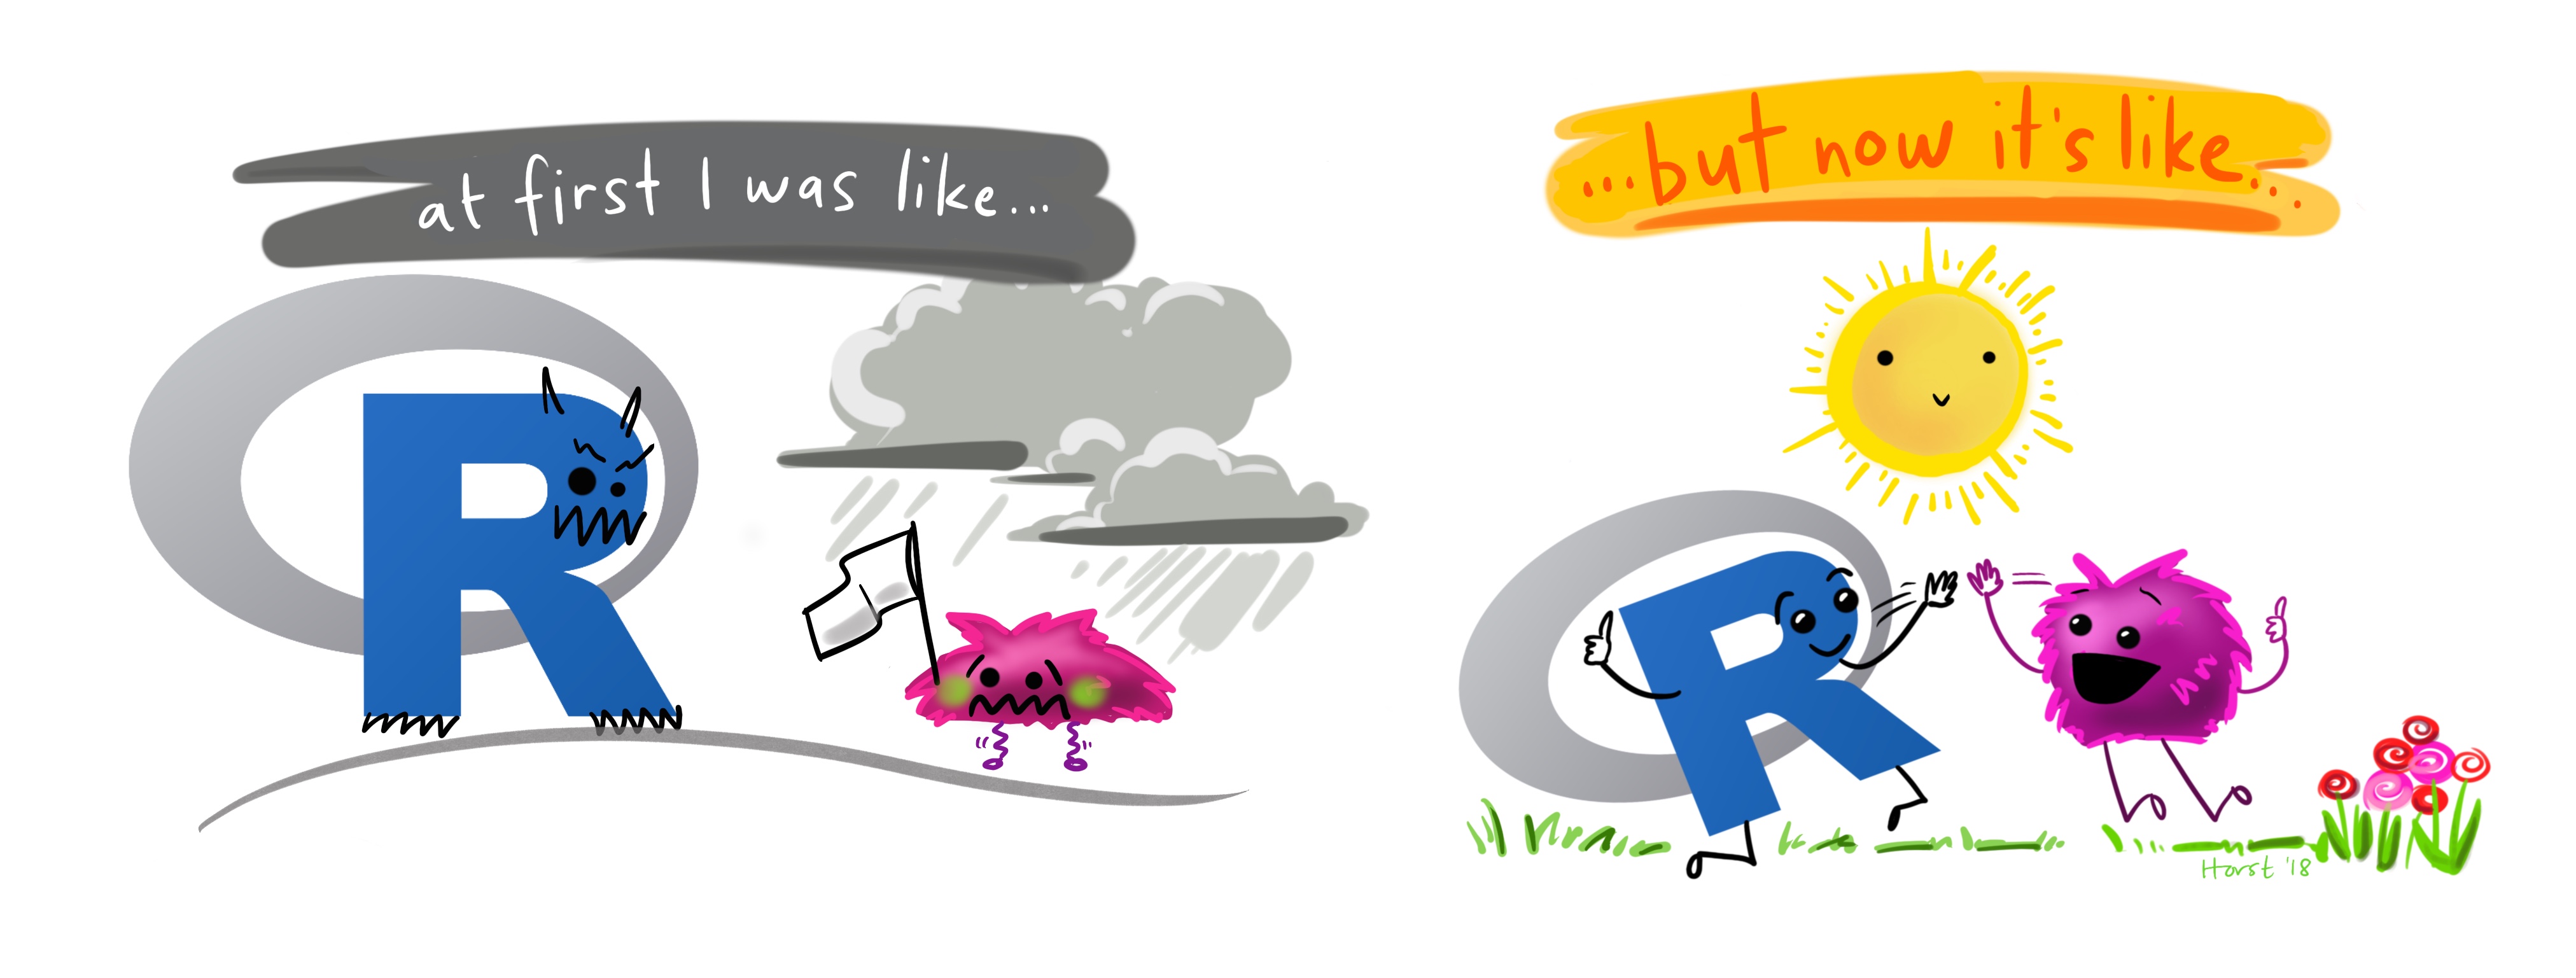 at first I was like...
R
...but now it's like...
R
Horst '18